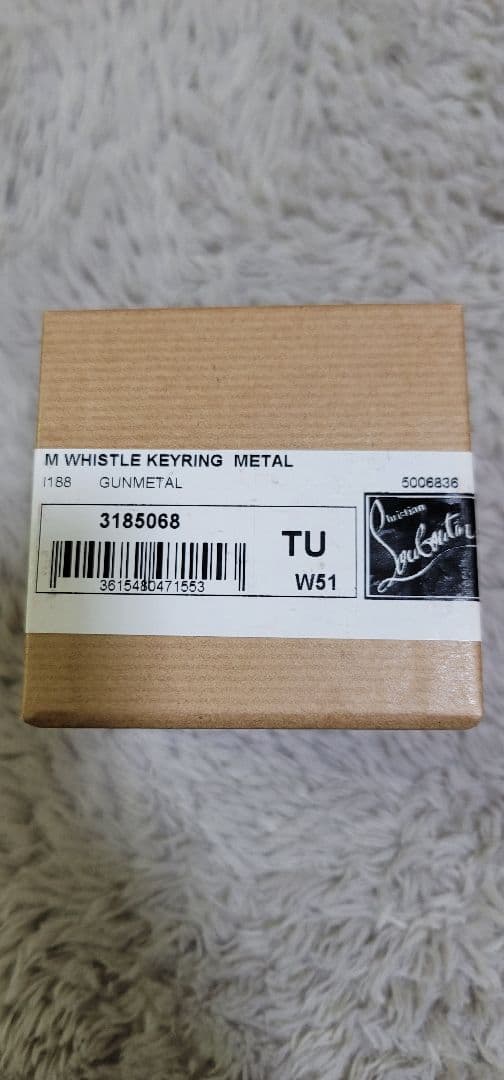 M WHISTLE KEYRING METAL
I188 GUNMETAL 5006836
3185068
TU
3615480471553
W51
Christian
Louboutin